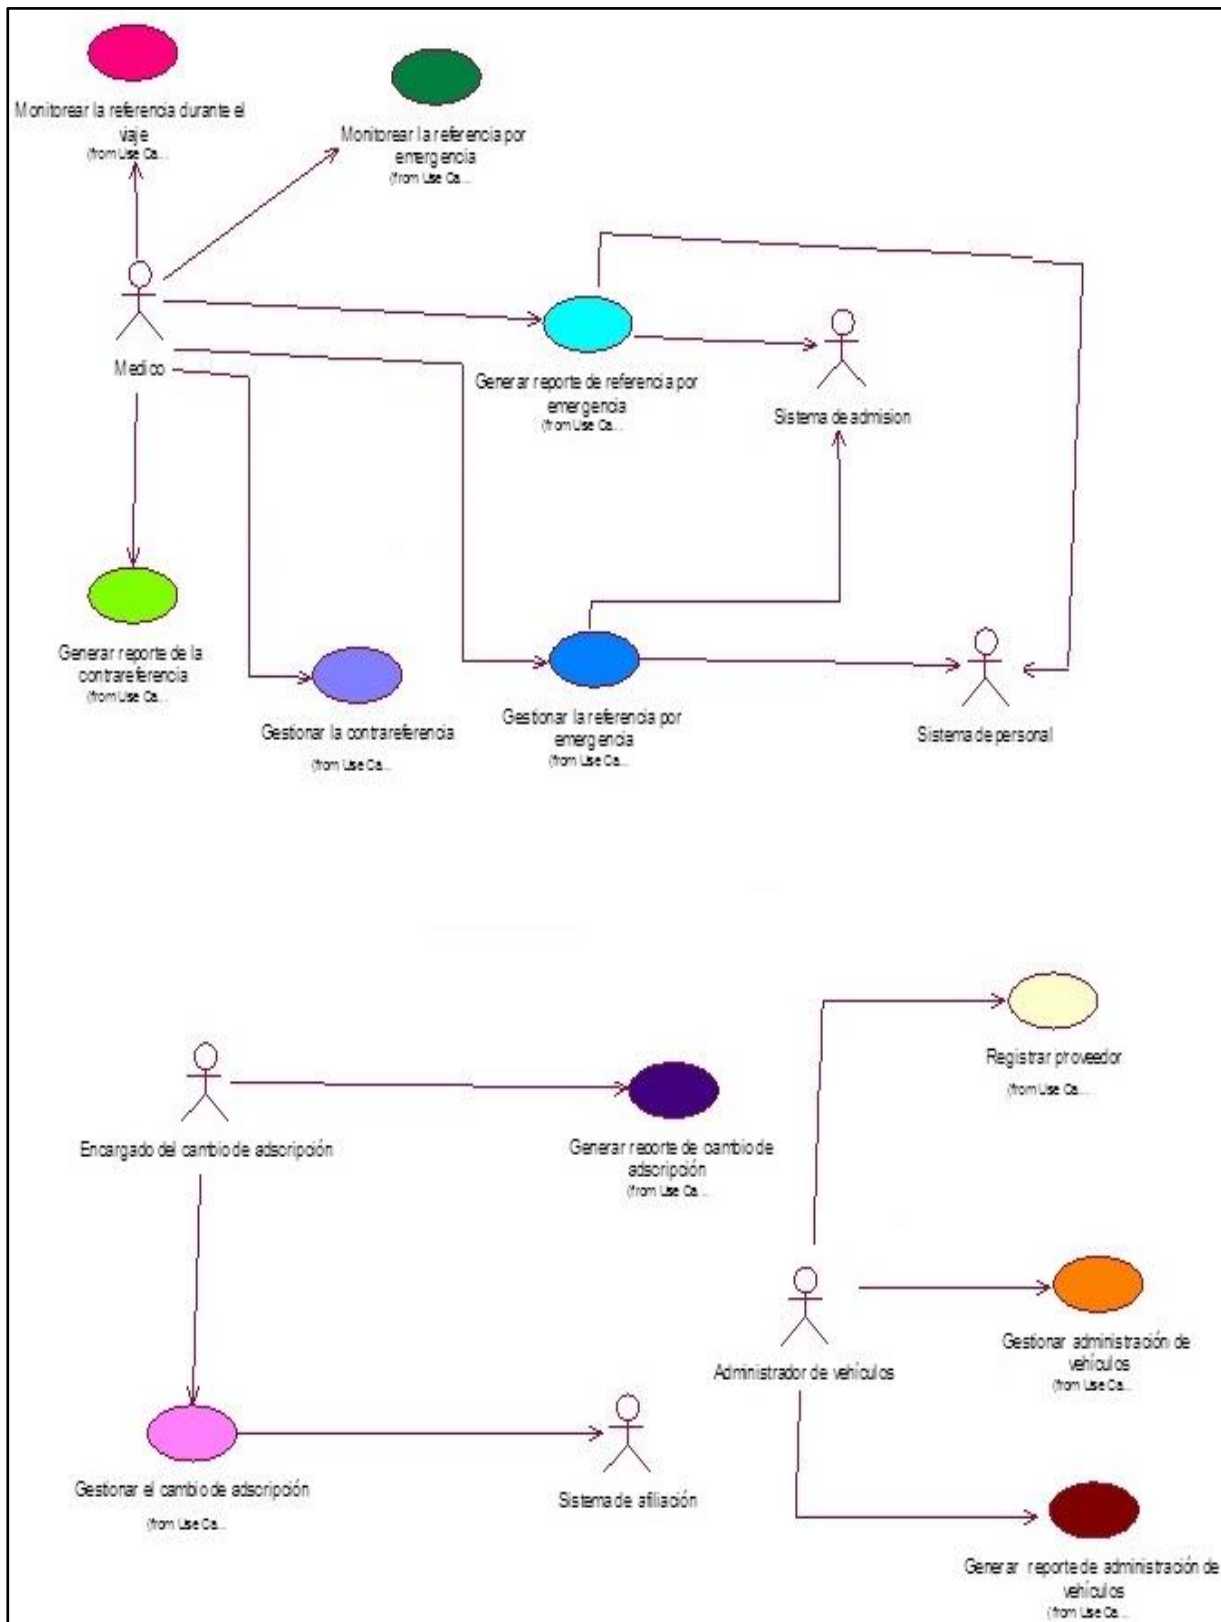 Monitorear la referencia durante el
viaje
(from Use Ca...
Monitorear la referencia por
emergencia
(from Use Ca...
Medico
Generar reporte de referencia por
emergencia
(from Use Ca...
Sistema de admision
Generar reporte de la
contrareferencia
(from Use Ca...
Gestionar la contrareferencia
(from Use Ca...
Gestionar la referencia por
emergencia
(from Use Ca...
Sistema de personal
Registrar proveedor
(from Use Ca...
Encargado del cambio de adscripción
Generar reporte de cambio de
adscripción
(from Use Ca...
Administrador de vehículos
Gestionar administración de
vehículos
(from Use Ca...
Gestionar el cambio de adscripción
(from Use Ca...
Sistema de afiliación
Generar reporte de administración de
vehículos
(from Use Ca...